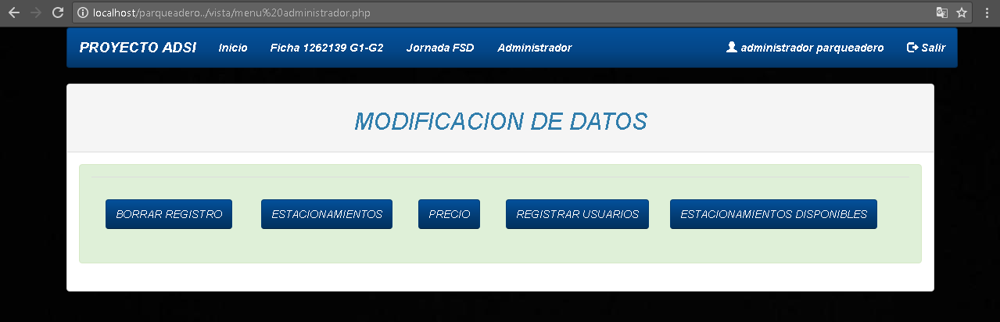 localhost/parqueadero../vista/menu%20administrador.php
PROYECTO ADSI Inicio Ficha 1262139 G1-G2 Jornada FSD Administrador administrador parqueadero Salir
MODIFICACION DE DATOS
BORRAR REGISTRO ESTACIONAMIENTOS PRECIO REGISTRAR USUARIOS ESTACIONAMIENTOS DISPONIBLES